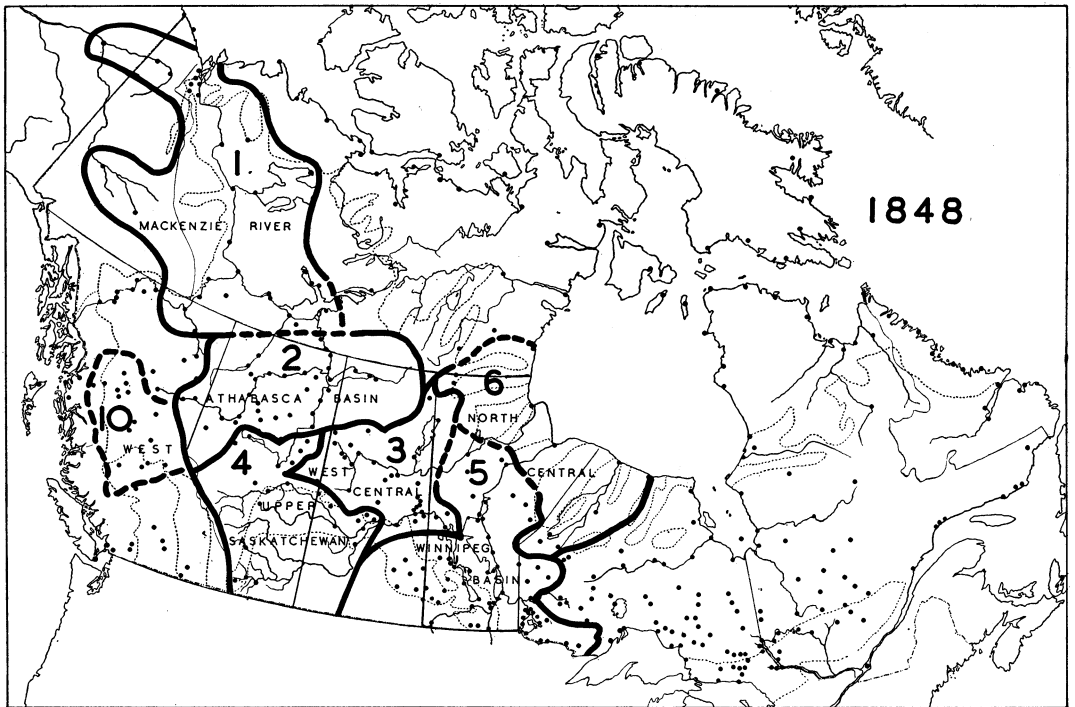 1848
1
MACKENZIE RIVER
2
ATHABASCA BASIN
10
WEST
3
WEST
CENTRAL
4
UPPER
SASKATCHEWAN
5
WINNIPEG
BASIN
6
NORTH
CENTRAL